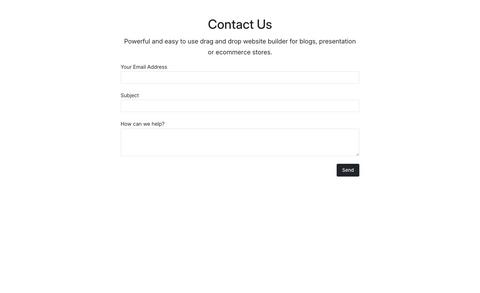 Contact Us
Powerful and easy to use drag and drop website builder for blogs, presentation
or ecommerce stores.
Your Email Address
Subject
How can we help?
Send